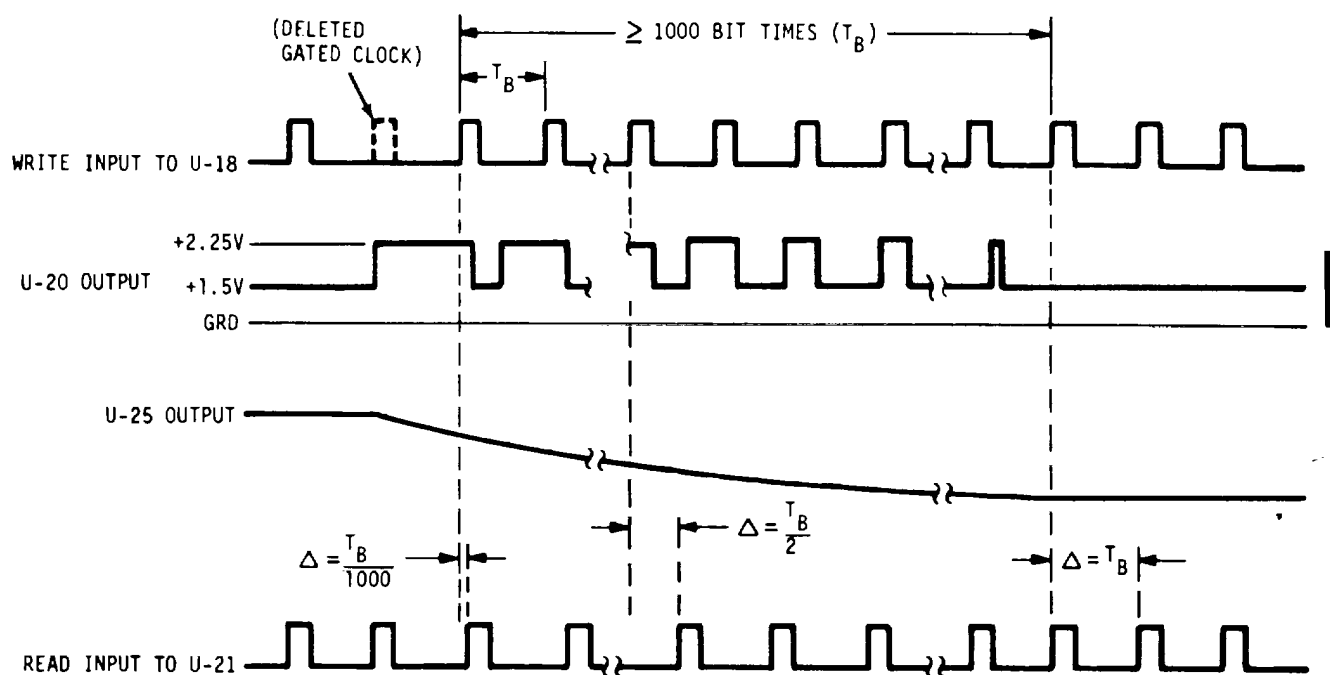 (DELETED
GATED CLOCK)
≥ 1000 BIT TIMES (T_B)
T_B
WRITE INPUT TO U-18
+2.25V
U-20 OUTPUT
+1.5V
GRD
U-25 OUTPUT
Δ = T_B/2
Δ = T_B/1000
Δ = T_B
READ INPUT TO U-21